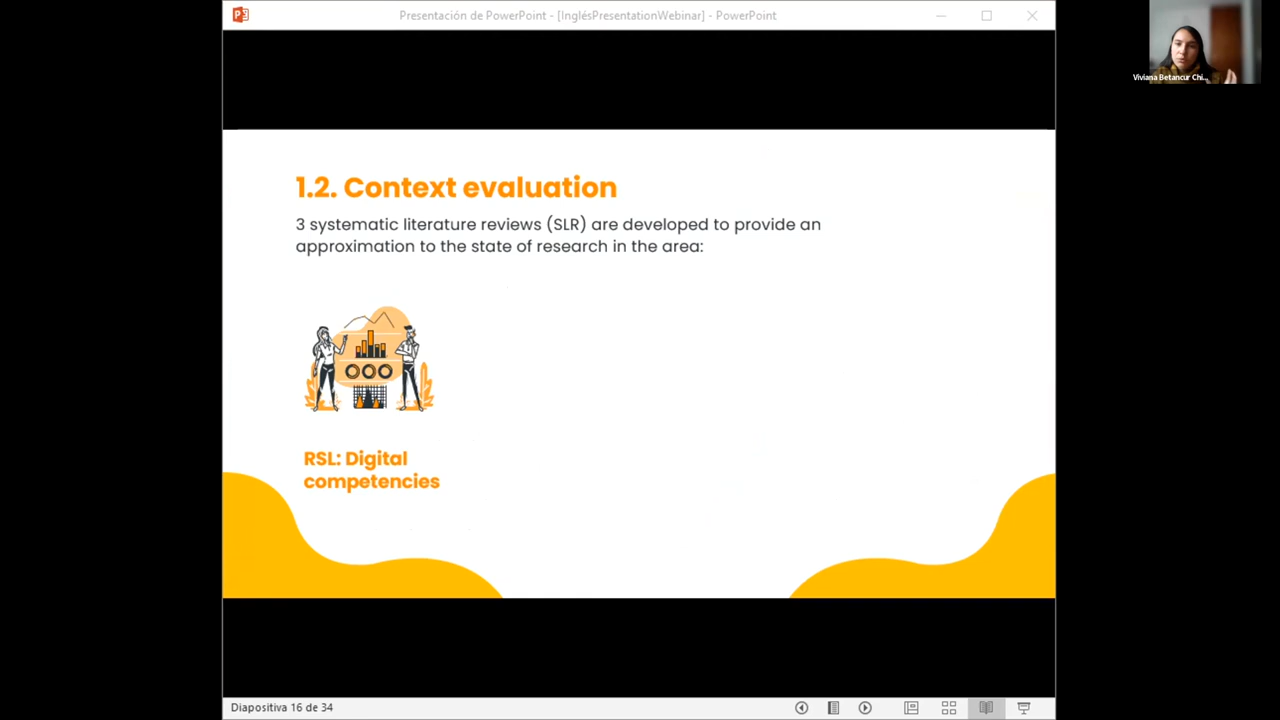 Presentación de PowerPoint - [InglésPresentationWebinar] - PowerPoint
Viviana Betancur Chi...
1.2. Context evaluation
3 systematic literature reviews (SLR) are developed to provide an
approximation to the state of research in the area:
RSL: Digital
competencies
Diapositiva 16 de 34